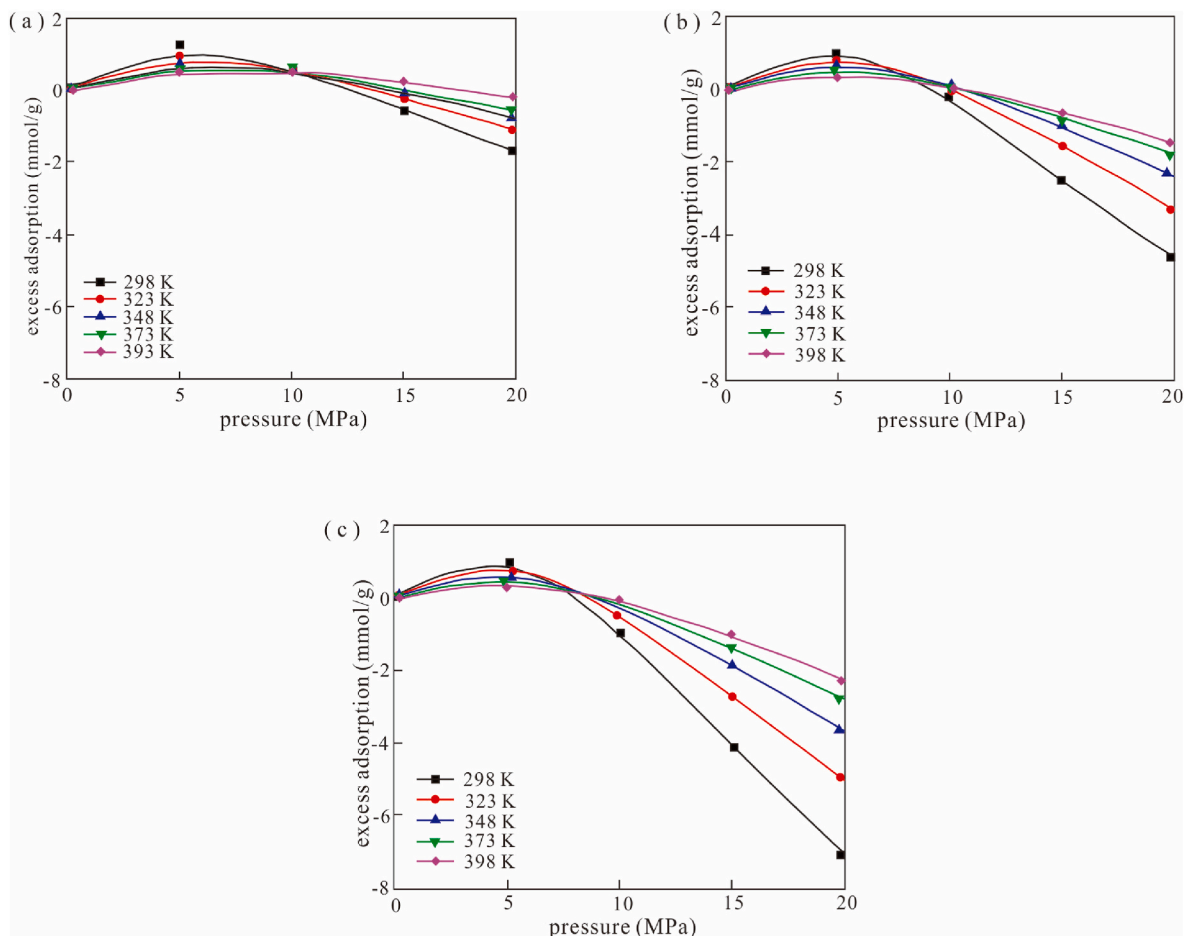 ( a )
excess adsorption (mmol/g)
2
0
-2
-4
-6
-8
298 K
323 K
348 K
373 K
393 K
0 5 10 15 20
pressure (MPa)
( b )
excess adsorption (mmol/g)
2
0
-2
-4
-6
-8
298 K
323 K
348 K
373 K
398 K
0 5 10 15 20
pressure (MPa)
( c )
excess adsorption (mmol/g)
2
0
-2
-4
-6
-8
298 K
323 K
348 K
373 K
398 K
0 5 10 15 20
pressure (MPa)